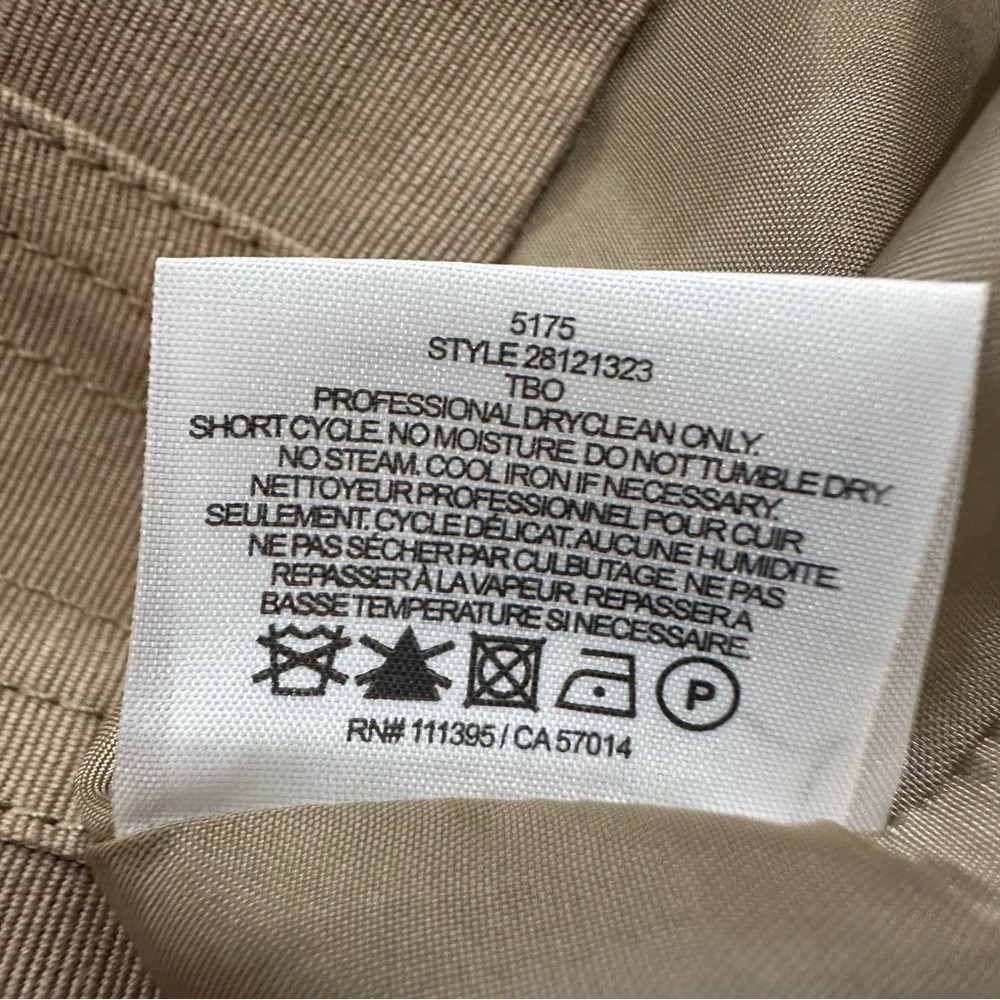 5175
STYLE 28121323
TBO
PROFESSIONAL DRYCLEAN ONLY.
SHORT CYCLE. NO MOISTURE. DO NOT TUMBLE DRY.
NO STEAM. COOL IRON IF NECESSARY.
NETTOYEUR PROFESSIONNEL POUR CUIR
SEULEMENT. CYCLE DÉLICAT. AUCUNE HUMIDITE.
NE PAS SÉCHER PAR CULBUTAGE. NE PAS
REPASSER À LA VAPEUR. REPASSER A
BASSE TEMPERATURE SI NECESSAIRE.
P
RN# 111395 / CA 57014